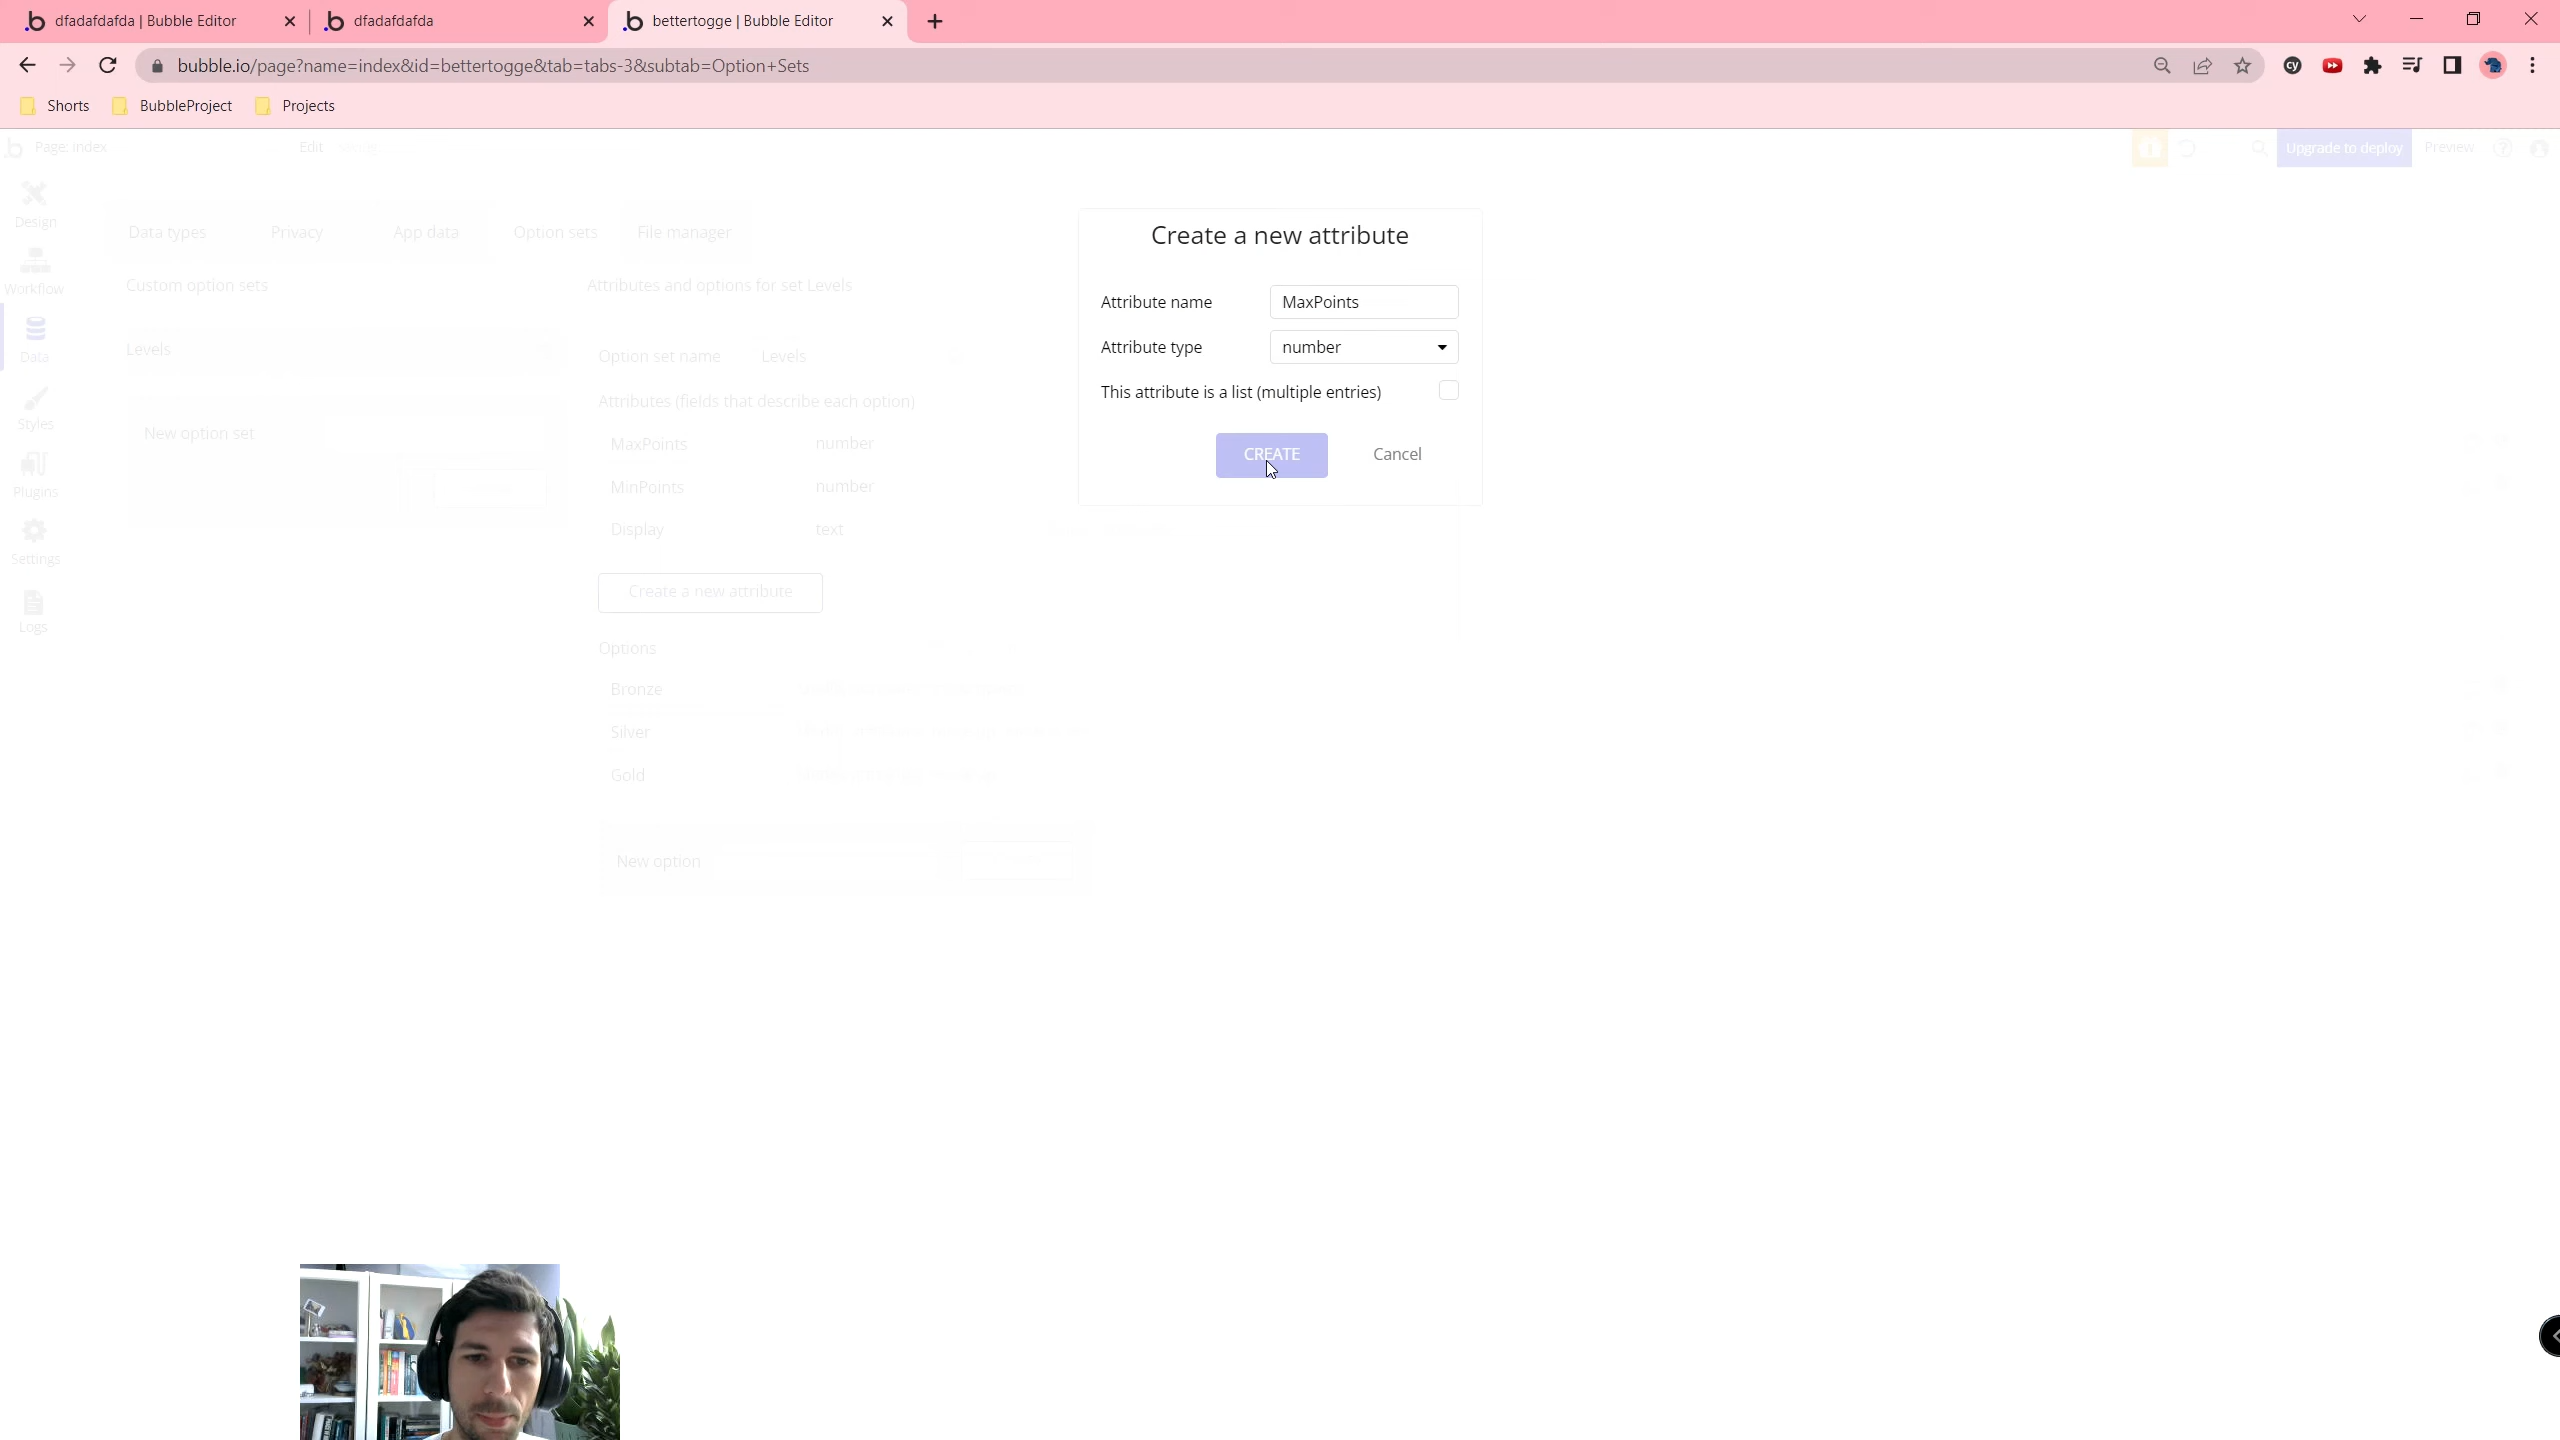 dfadafdafda | Bubble Editor
dfadafdafda
bettertogge | Bubble Editor
bubble.io/page?name=index&id=bettertogge&tab=tabs-3&subtab=Option+Sets
Shorts
BubbleProject
Projects
Page: index
Edit
Upgrade to deploy
Preview
Design
Workflow
Data
Styles
Plugins
Settings
Logs
Data types
Privacy
App data
Option sets
File manager
Custom option sets
Levels
New option set
Attributes and options for set Levels
Option set name Levels
Attributes (fields that describe each option)
MaxPoints number
MinPoints number
Display text
Create a new attribute
Options
Bronze
Silver
Gold
New option
Create a new attribute
Attribute name MaxPoints
Attribute type number
This attribute is a list (multiple entries)
CREATE Cancel